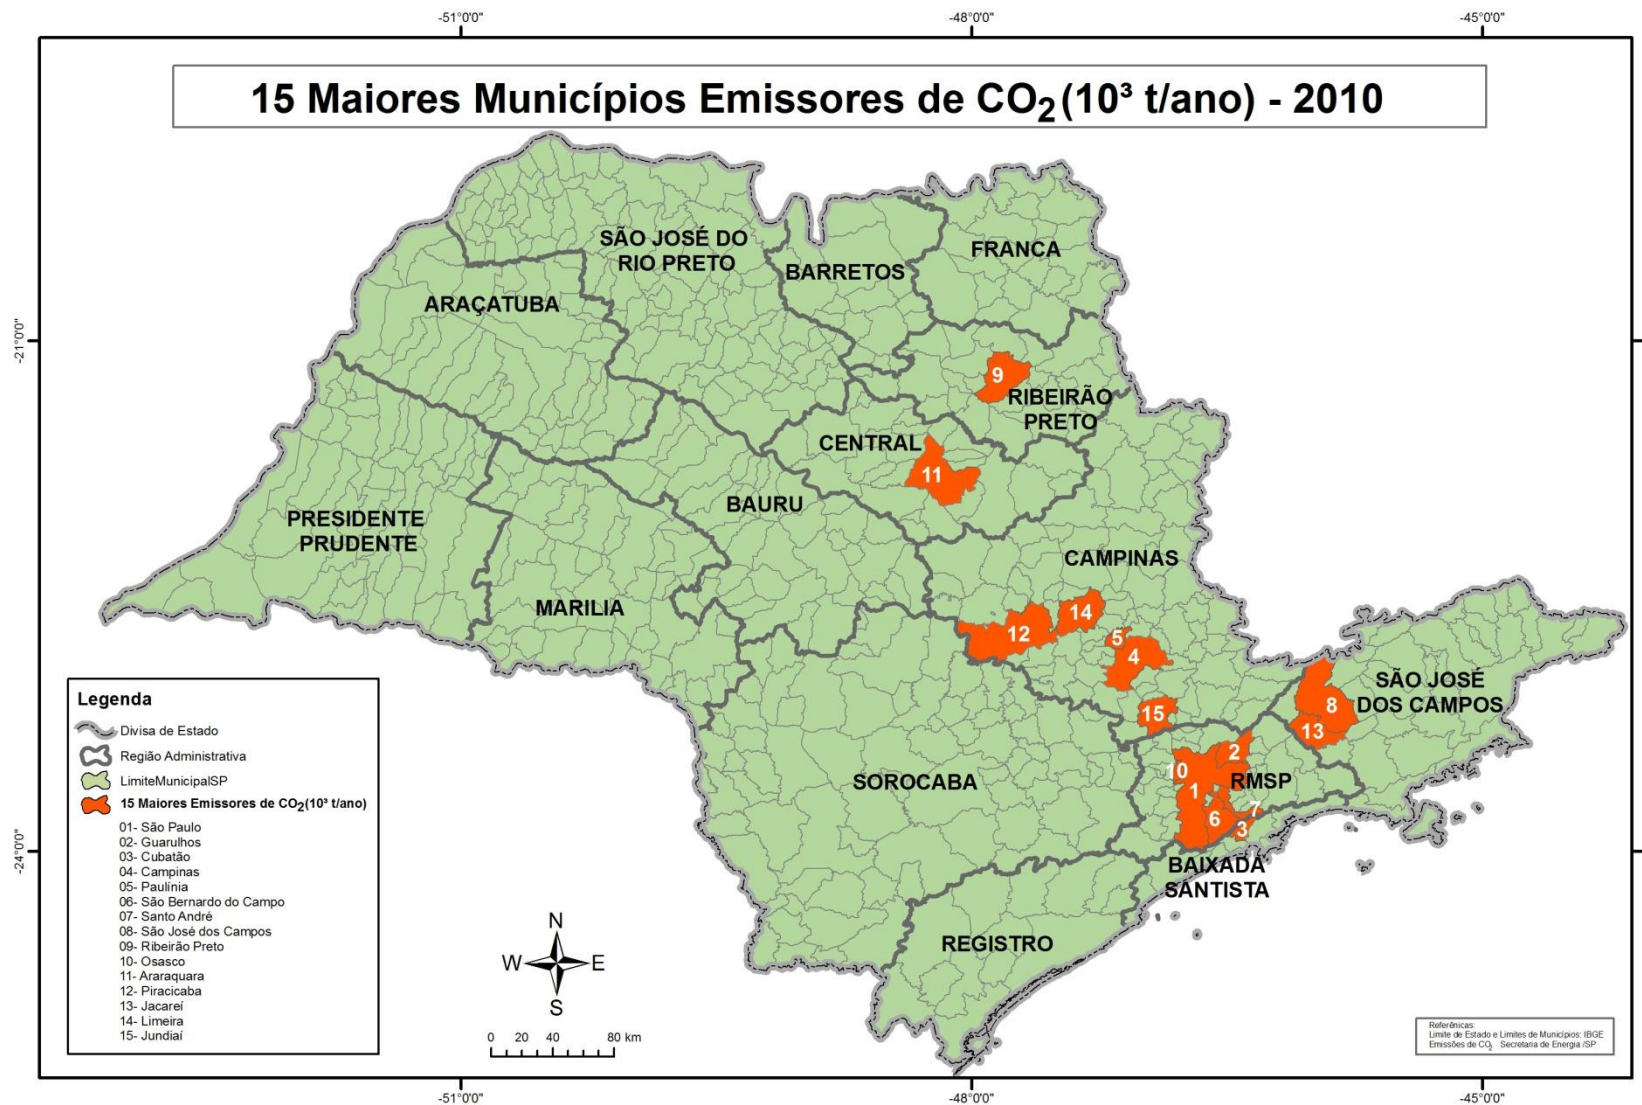 -51°0'0"
-48°0'0"
-45°0'0"
15 Maiores Municípios Emissores de CO₂ (10³ t/ano) - 2010
SÃO JOSÉ DO
RIO PRETO
BARRETOS
FRANCA
ARAÇATUBA
-21°0'0"
9
RIBEIRÃO
PRETO
CENTRAL
11
BAURU
PRESIDENTE
PRUDENTE
CAMPINAS
MARILIA
14
12
5
4
SÃO JOSÉ
DOS CAMPOS
8
15
13
2
10
RMSP
SOROCABA
1
7
6
3
-24°0'0"
BAIXADA
SANTISTA
REGISTRO
Legenda
Divisa de Estado
Região Administrativa
LimiteMunicipalSP
15 Maiores Emissores de CO₂(10³ t/ano)
01- São Paulo
02- Guarulhos
03- Cubatão
04- Campinas
05- Paulínia
06- São Bernardo do Campo
07- Santo André
08- São José dos Campos
09- Ribeirão Preto
10- Osasco
11- Araraquara
12- Piracicaba
13- Jacareí
14- Limeira
15- Jundiaí
N
W E
S
0 20 40 80 km
Referênicas:
Limite de Estado e Limites de Municípios: IBGE
Emissões de CO₂ Secretaria de Energia /SP
-51°0'0"
-48°0'0"
-45°0'0"